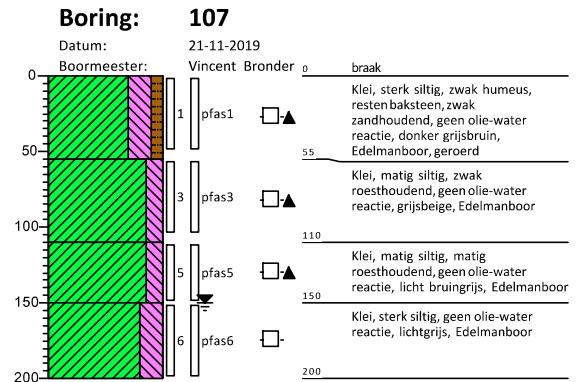 Boring: 107
Datum: 21-11-2019
Boormeester: Vincent Bronder
0 braak
0
Klei, sterk siltig, zwak humeus,
resten baksteen, zwak
zandhoudend, geen olie-water
reactie, donker grijsbruin,
Edelmanboor, geroerd
1 pfas1
50
55
Klei, matig siltig, zwak
roesthoudend, geen olie-water
reactie, grijsbeige, Edelmanboor
3 pfas3
100
110
Klei, matig siltig, matig
roesthoudend, geen olie-water
reactie, licht bruingrijs, Edelmanboor
5 pfas5
150
150
Klei, sterk siltig, geen olie-water
reactie, lichtgrijs, Edelmanboor
6 pfas6
200
200